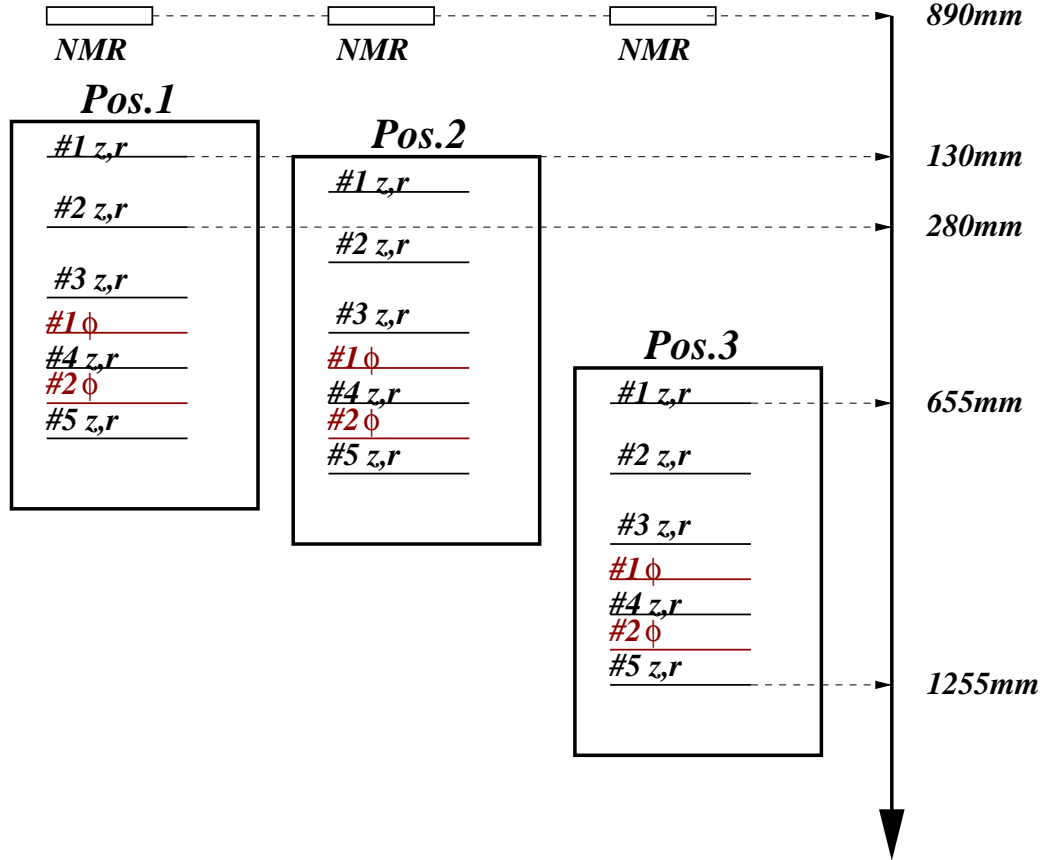 890mm
NMR NMR NMR
Pos.1
Pos.2
#1 z,r
130mm
#1 z,r
#2 z,r
280mm
#2 z,r
#3 z,r
#3 z,r
#1 ϕ
Pos.3
#4 z,r
#1 ϕ
#2 ϕ
#4 z,r
#1 z,r
655mm
#5 z,r
#2 ϕ
#5 z,r
#2 z,r
#3 z,r
#1 ϕ
#4 z,r
#2 ϕ
#5 z,r
1255mm